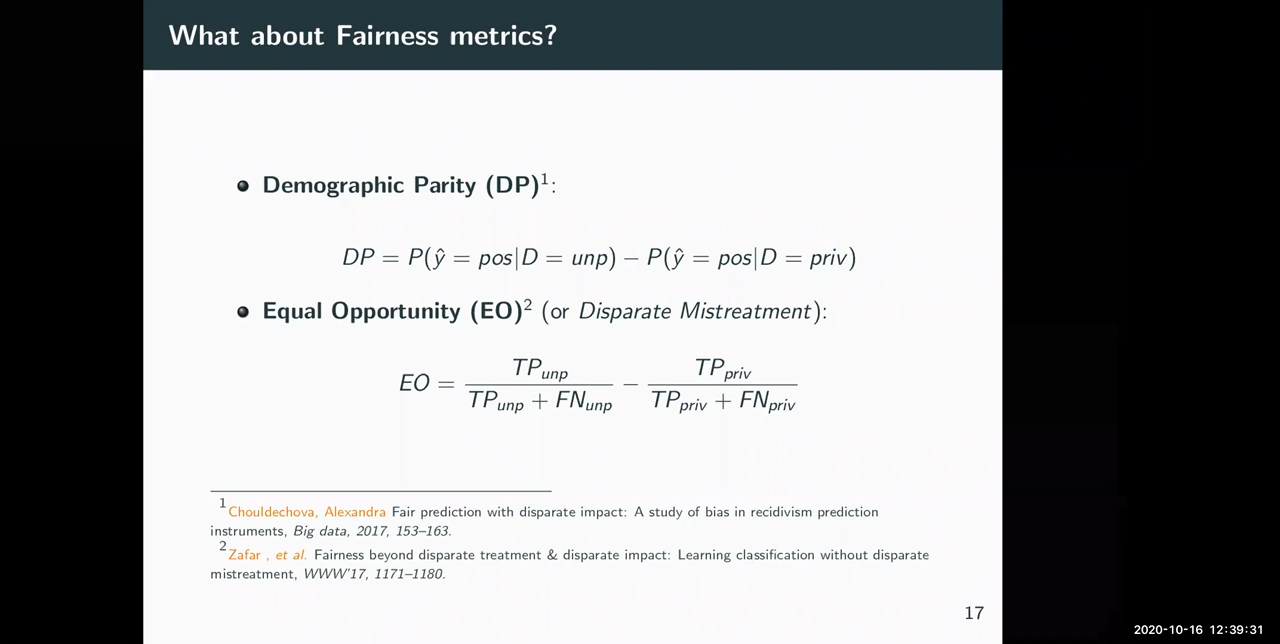 What about Fairness metrics?
• Demographic Parity (DP)¹:
DP = P(ŷ = pos|D = unp) − P(ŷ = pos|D = priv)
• Equal Opportunity (EO)² (or Disparate Mistreatment):
EO = TP_unp / (TP_unp + FN_unp) − TP_priv / (TP_priv + FN_priv)
¹Chouldechova, Alexandra Fair prediction with disparate impact: A study of bias in recidivism prediction
instruments, Big data, 2017, 153–163.
²Zafar , et al. Fairness beyond disparate treatment & disparate impact: Learning classification without disparate
mistreatment, WWW'17, 1171–1180.
17
2020-10-16 12:39:31